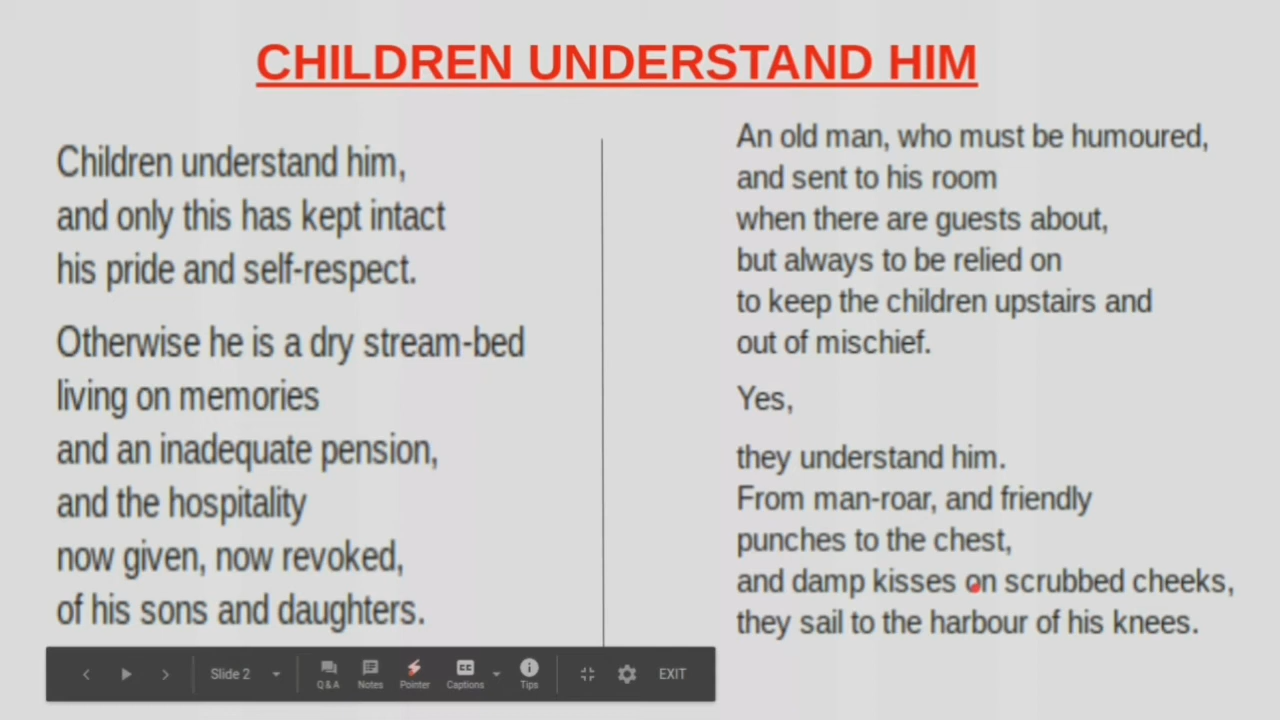 CHILDREN UNDERSTAND HIM
Children understand him,
and only this has kept intact
his pride and self-respect.
Otherwise he is a dry stream-bed
living on memories
and an inadequate pension,
and the hospitality
now given, now revoked,
of his sons and daughters.
An old man, who must be humoured,
and sent to his room
when there are guests about,
but always to be relied on
to keep the children upstairs and
out of mischief.
Yes,
they understand him.
From man-roar, and friendly
punches to the chest,
and damp kisses on scrubbed cheeks,
they sail to the harbour of his knees.
Slide 2
Q&A
Notes
Pointer
CC
Captions
Tips
EXIT